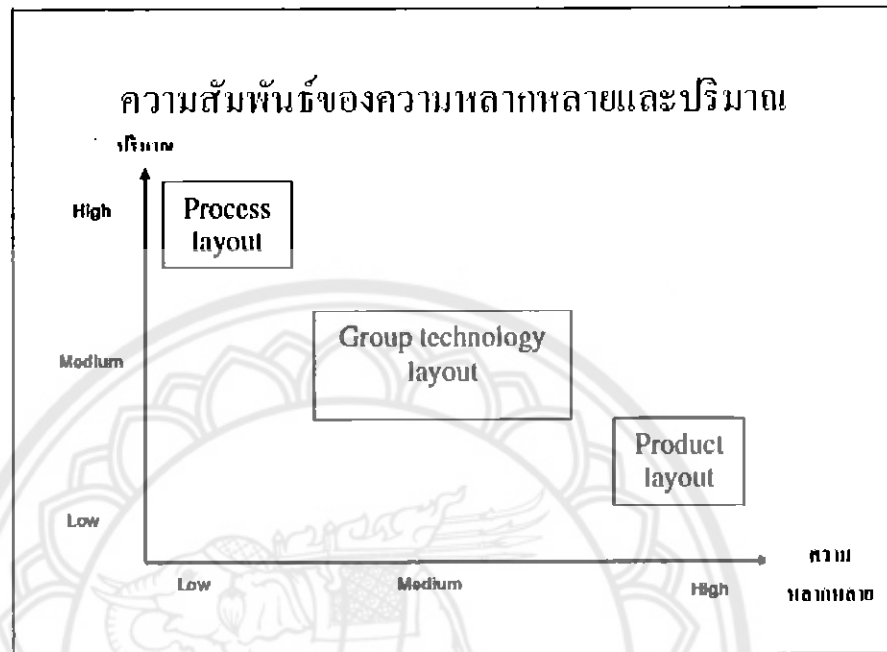 ความสัมพันธ์ของความหลากหลายและปริมาณ
ปริมาณ
High
Process
layout
Group technology
layout
Medium
Product
layout
Low
Low
Medium
High
ความ
หลากหลาย